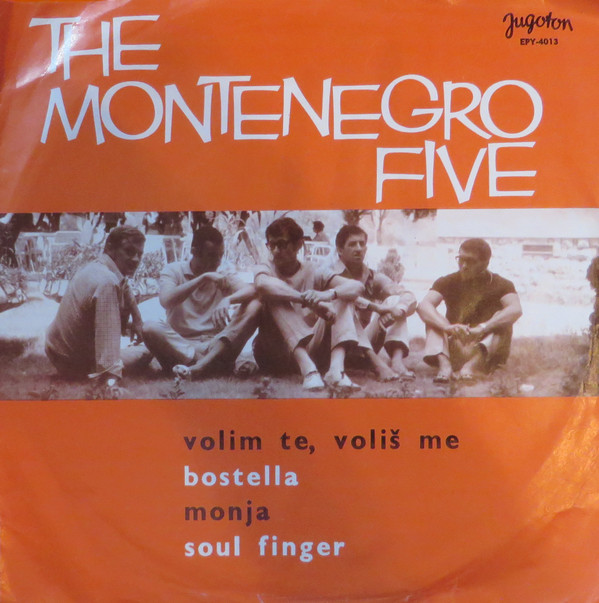 THE
MONTENEGRO
FIVE
Jugoton
EPY-4013
volim te, voliš me
bostella
monja
soul finger